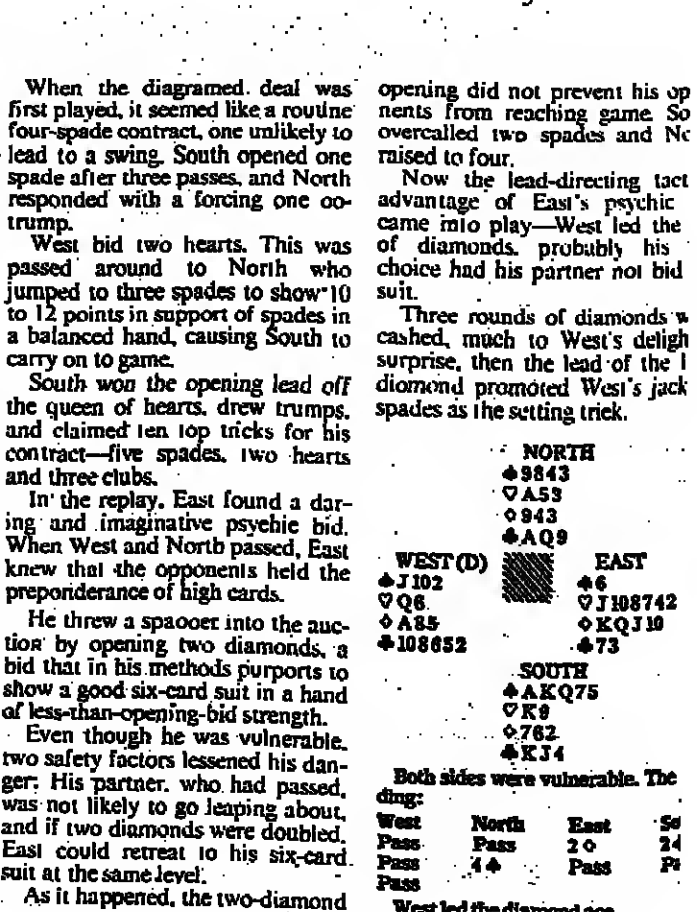 When the diagramed deal was
first played, it seemed like a routine
four-spade contract, one unlikely to
lead to a swing. South opened one
spade after three passes, and North
responded with a forcing one oo-
trump.
West bid two hearts. This was
passed around to North who
jumped to three spades to show 10
to 12 points in support of spades in
a balanced hand, causing South to
carry on to game.
South won the opening lead off
the queen of hearts, drew trumps,
and claimed ten top tricks for his
contract—five spades, two hearts
and three clubs.
In the replay, East found a dar-
ing and imaginative psychic bid.
When West and North passed, East
knew that the opponents held the
preponderance of high cards.
He threw a spaooer into the auc-
tion by opening two diamonds, a
bid that in his methods purports to
show a good six-card suit in a hand
of less-than-opening-bid strength.
Even though he was vulnerable,
two safety factors lessened his dan-
ger: His partner, who had passed,
was not likely to go leaping about,
and if two diamonds were doubled,
East could retreat to his six-card
suit at the same level.
As it happened, the two-diamond
opening did not prevent his op
nents from reaching game. So
overcalled two spades and No
raised to four.
Now the lead-directing tact
advantage of East's psychic
came into play—West led the
of diamonds, probably his
choice had his partner not bid
suit.
Three rounds of diamonds w
cashed, much to West's deligh
surprise, then the lead of the
diomond promoted West's jack
spades as the setting trick.
NORTH
♠9843
♡A53
◇943
♣AQ9
WEST (D)
♠J102
♡Q6
◇A85
♣108652
EAST
♠6
♡J108742
◇KQJ10
♣73
SOUTH
♠AKQ75
♡K9
◇762
♣KJ4
Both sides were vulnerable. The
ding:
West North East So
Pass Pass 2◇ 2♠
Pass 4♠ Pass Pa
Pass
West led the diamond